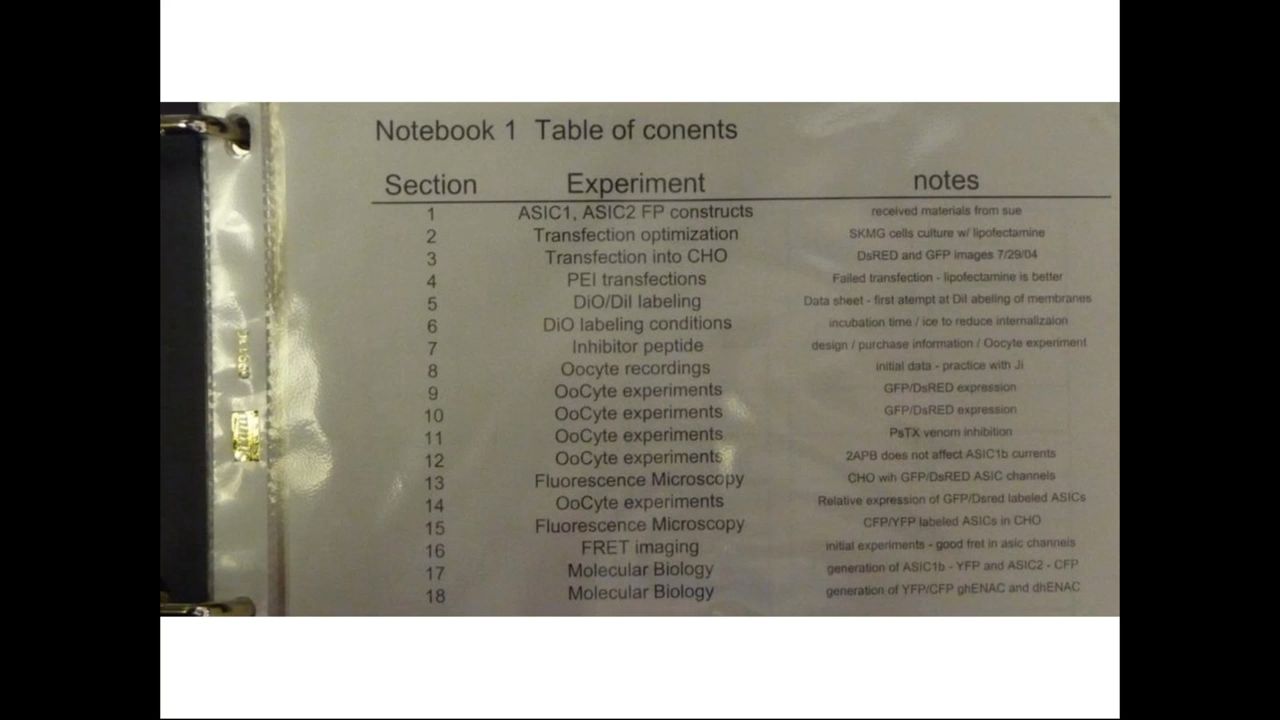 Notebook 1 Table of conents
Section Experiment notes
1 ASIC1, ASIC2 FP constructs received materials from sue
2 Transfection optimization SKMG cells culture w/ lipofectamine
3 Transfection into CHO DsRED and GFP images 7/29/04
4 PEI transfections Failed transfection - lipofectamine is better
5 DiO/DiI labeling Data sheet - first atempt at DiI abeling of membranes
6 DiO labeling conditions incubation time / ice to reduce internalizaion
7 Inhibitor peptide design / purchase information / Oocyte experiment
8 Oocyte recordings initial data - practice with Ji
9 OoCyte experiments GFP/DsRED expression
10 OoCyte experiments GFP/DsRED expression
11 OoCyte experiments PsTX venom inhibition
12 OoCyte experiments 2APB does not affect ASIC1b currents
13 Fluorescence Microscopy CHO wih GFP/DsRED ASIC channels
14 OoCyte experiments Relative expression of GFP/Dsred labeled ASICs
15 Fluorescence Microscopy CFP/YFP labeled ASICs in CHO
16 FRET imaging initial experiments - good fret in asic channels
17 Molecular Biology generation of ASIC1b - YFP and ASIC2 - CFP
18 Molecular Biology generation of YFP/CFP ghENAC and dhENAC